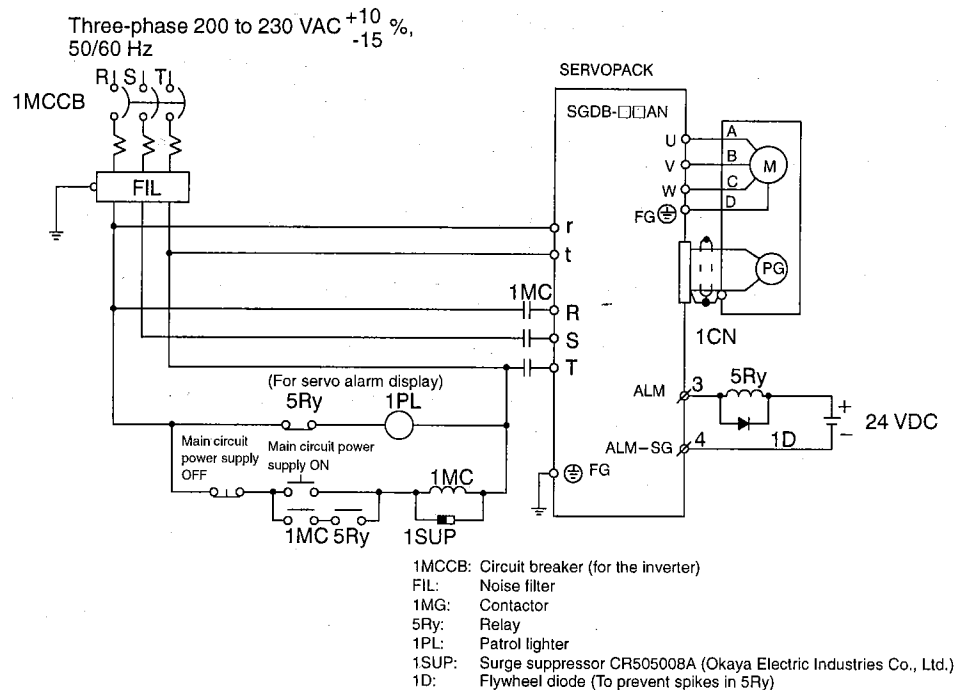 Three-phase 200 to 230 VAC +10 -15 %,
50/60 Hz
R S T
1MCCB
FIL
SERVOPACK
SGDB-□□AN
U
V
W
FG
A
B
C
D
M
PG
1CN
r
t
1MC
R
S
T
(For servo alarm display)
5Ry 1PL
Main circuit
power supply
OFF
Main circuit power
supply ON
1MC
1MC 5Ry
1SUP
FG
ALM 3
5Ry
1D
ALM-SG 4
+
-
24 VDC
1MCCB: Circuit breaker (for the inverter)
FIL: Noise filter
1MG: Contactor
5Ry: Relay
1PL: Patrol lighter
1SUP: Surge suppressor CR505008A (Okaya Electric Industries Co., Ltd.)
1D: Flywheel diode (To prevent spikes in 5Ry)